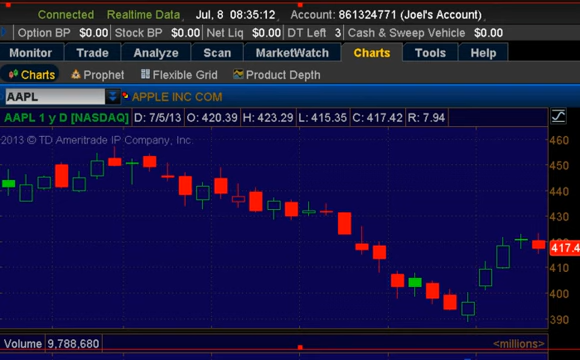 Connected Realtime Data Jul, 8 08:35:12 Account: 861324771 (Joel's Account)
Option BP $0.00 Stock BP $0.00 Net Liq $0.00 DT Left 3 Cash & Sweep Vehicle $0.00
Monitor Trade Analyze Scan MarketWatch Charts Tools Help
Charts Prophet Flexible Grid Product Depth
AAPL APPLE INC COM
AAPL 1 y D [NASDAQ] D: 7/5/13 O: 420.39 H: 423.29 L: 415.35 C: 417.42 R: 7.94
2013 © TD Ameritrade IP Company, Inc.
460
450
440
430
420
417.4
410
400
390
Volume 9,788,680 <millions>